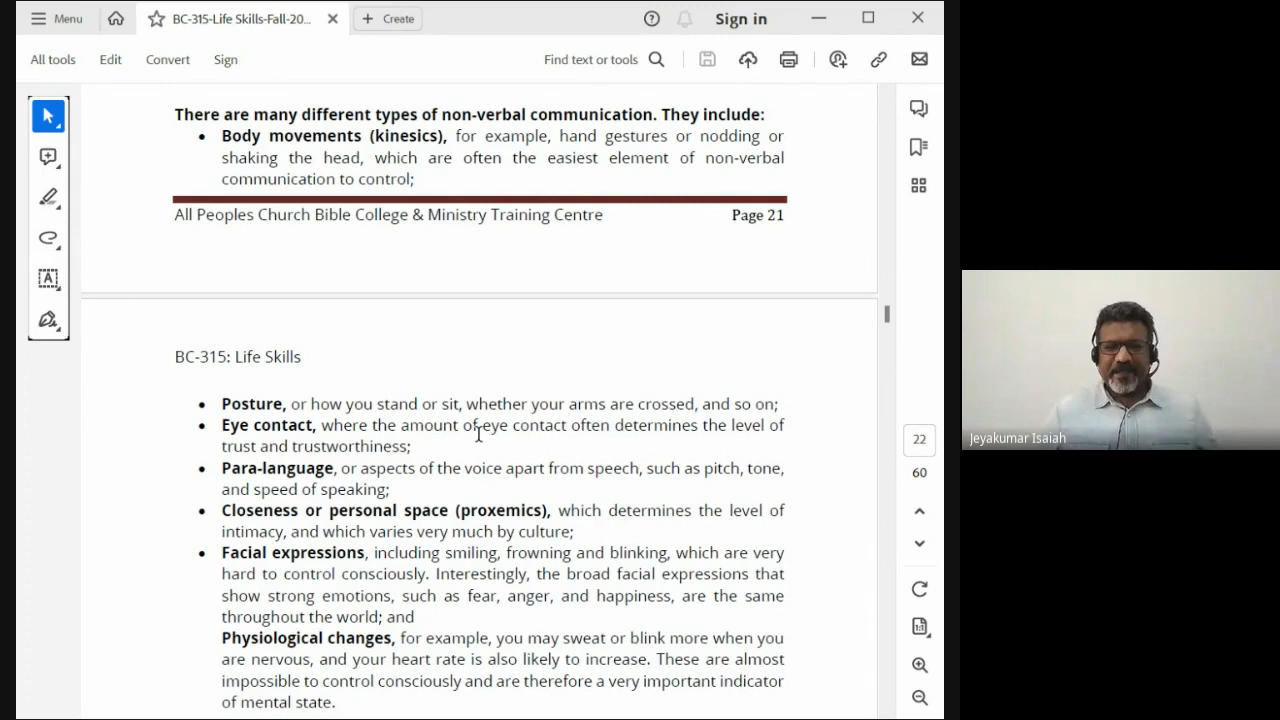 Menu
BC-315-Life Skills-Fall-20...
Create
Sign in
All tools
Edit
Convert
Sign
Find text or tools
There are many different types of non-verbal communication. They include:
• Body movements (kinesics), for example, hand gestures or nodding or
shaking the head, which are often the easiest element of non-verbal
communication to control;
All Peoples Church Bible College & Ministry Training Centre Page 21
BC-315: Life Skills
• Posture, or how you stand or sit, whether your arms are crossed, and so on;
• Eye contact, where the amount of eye contact often determines the level of
trust and trustworthiness;
• Para-language, or aspects of the voice apart from speech, such as pitch, tone,
and speed of speaking;
• Closeness or personal space (proxemics), which determines the level of
intimacy, and which varies very much by culture;
• Facial expressions, including smiling, frowning and blinking, which are very
hard to control consciously. Interestingly, the broad facial expressions that
show strong emotions, such as fear, anger, and happiness, are the same
throughout the world; and
Physiological changes, for example, you may sweat or blink more when you
are nervous, and your heart rate is also likely to increase. These are almost
impossible to control consciously and are therefore a very important indicator
of mental state.
22
60
1:1
Jeyakumar Isaiah